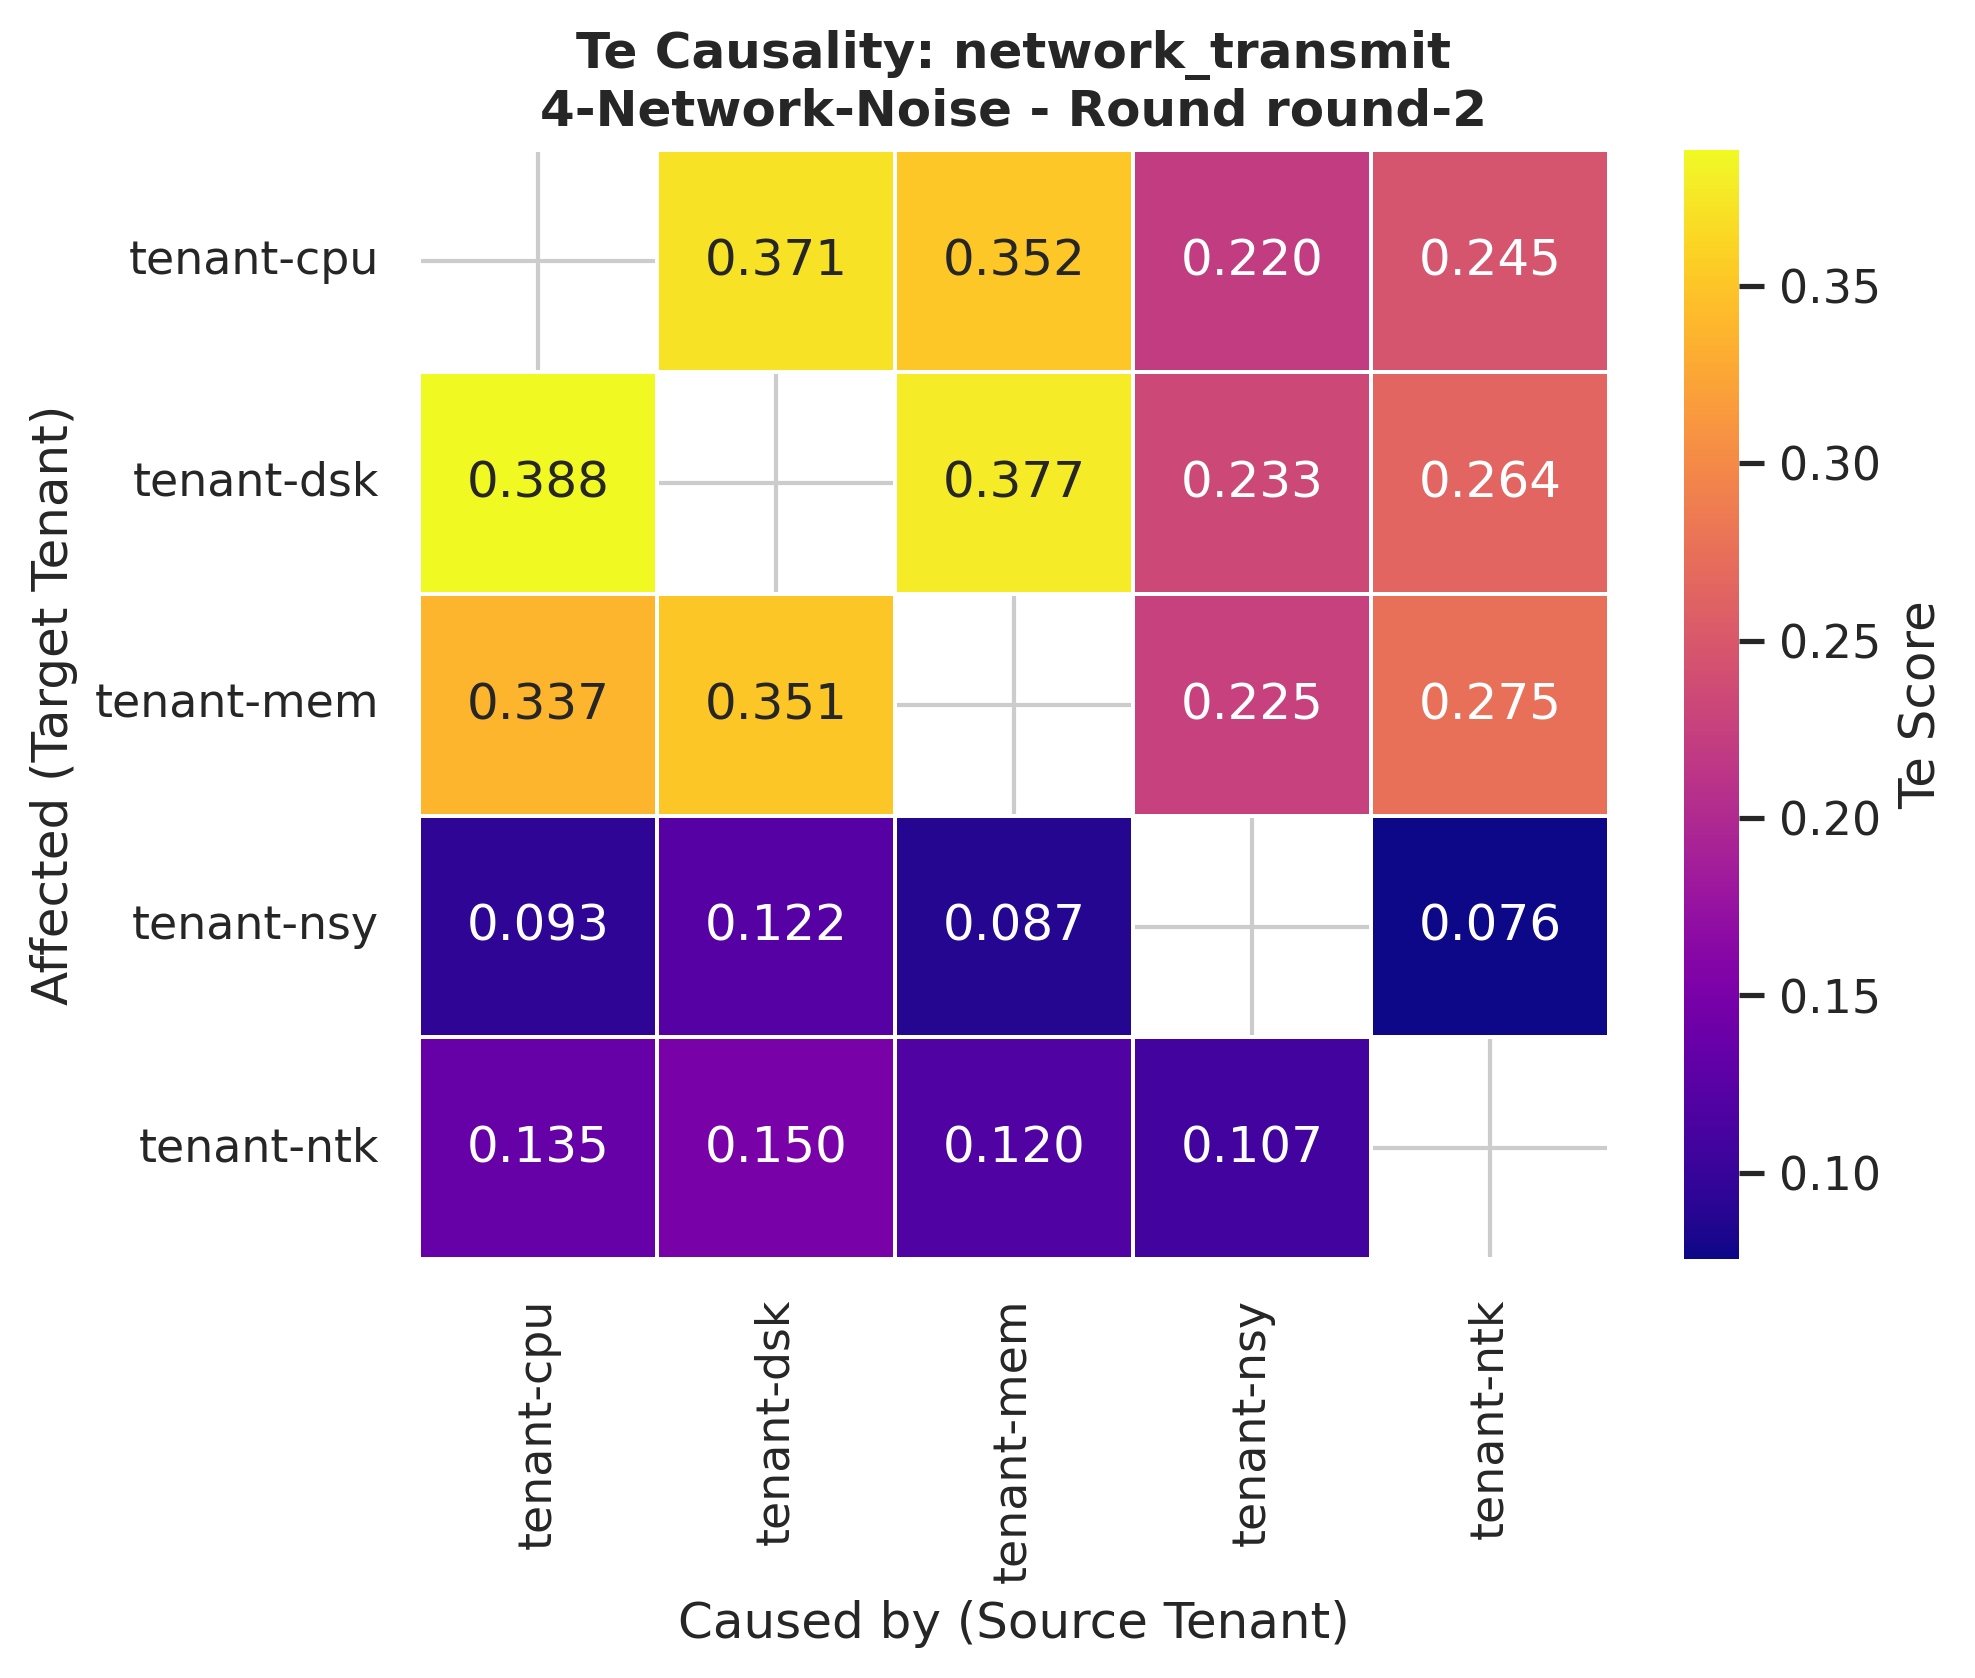 Te Causality: network_transmit
4-Network-Noise - Round round-2
Affected (Target Tenant)
tenant-cpu
0.371
0.352
0.220
0.245
tenant-dsk
0.388
0.377
0.233
0.264
tenant-mem
0.337
0.351
0.225
0.275
tenant-nsy
0.093
0.122
0.087
0.076
tenant-ntk
0.135
0.150
0.120
0.107
tenant-cpu
tenant-dsk
tenant-mem
tenant-nsy
tenant-ntk
Caused by (Source Tenant)
0.35
0.30
0.25
0.20
0.15
0.10
Te Score